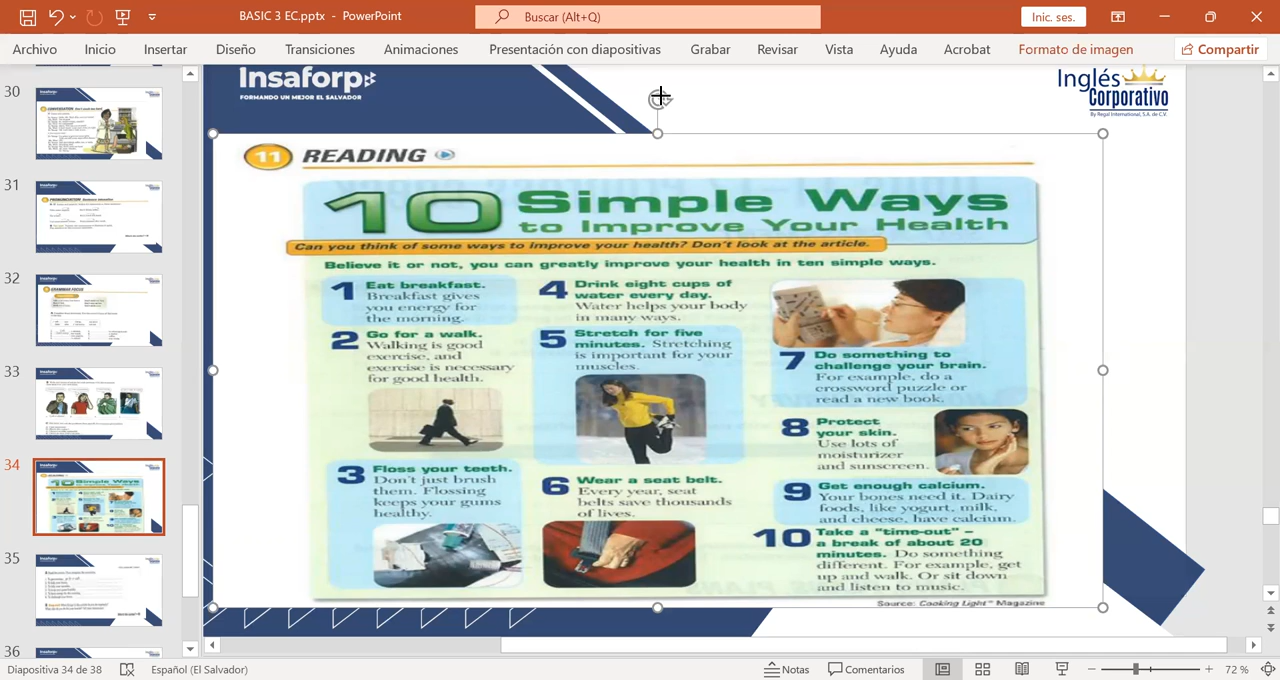 BASIC 3 EC.pptx - PowerPoint
Buscar (Alt+Q)
Inic. ses.
Archivo Inicio Insertar Diseño Transiciones Animaciones Presentación con diapositivas Grabar Revisar Vista Ayuda Acrobat Formato de imagen Compartir
30
31
32
33
34
35
36
Insaforp
FORMANDO UN MEJOR EL SALVADOR
Inglés
Corporativo
By Regal International, S.A. de C.V.
11 READING
10 Simple Ways
to Improve Your Health
Can you think of some ways to improve your health? Don't look at the article.
Believe it or not, you can greatly improve your health in ten simple ways.
1 Eat breakfast.
Breakfast gives
you energy for
the morning.
2 Go for a walk.
Walking is good
exercise, and
exercise is necessary
for good health.
3 Floss your teeth.
Don't just brush
them. Flossing
keeps your gums
healthy.
4 Drink eight cups of
water every day.
Water helps your body
in many ways.
5 Stretch for five
minutes. Stretching
is important for your
muscles.
6 Wear a seat belt.
Every year, seat
belts save thousands
of lives.
7 Do something to
challenge your brain.
For example, do a
crossword puzzle or
read a new book.
8 Protect
your skin.
Use lots of
moisturizer
and sunscreen.
9 Get enough calcium.
Your bones need it. Dairy
foods, like yogurt, milk,
and cheese, have calcium.
10 Take a "time-out" –
a break of about 20
minutes. Do something
different. For example, get
up and walk. Or sit down
and listen to music.
Source: Cooking Light™ Magazine
Diapositiva 34 de 38 Español (El Salvador) Notas Comentarios 72 %